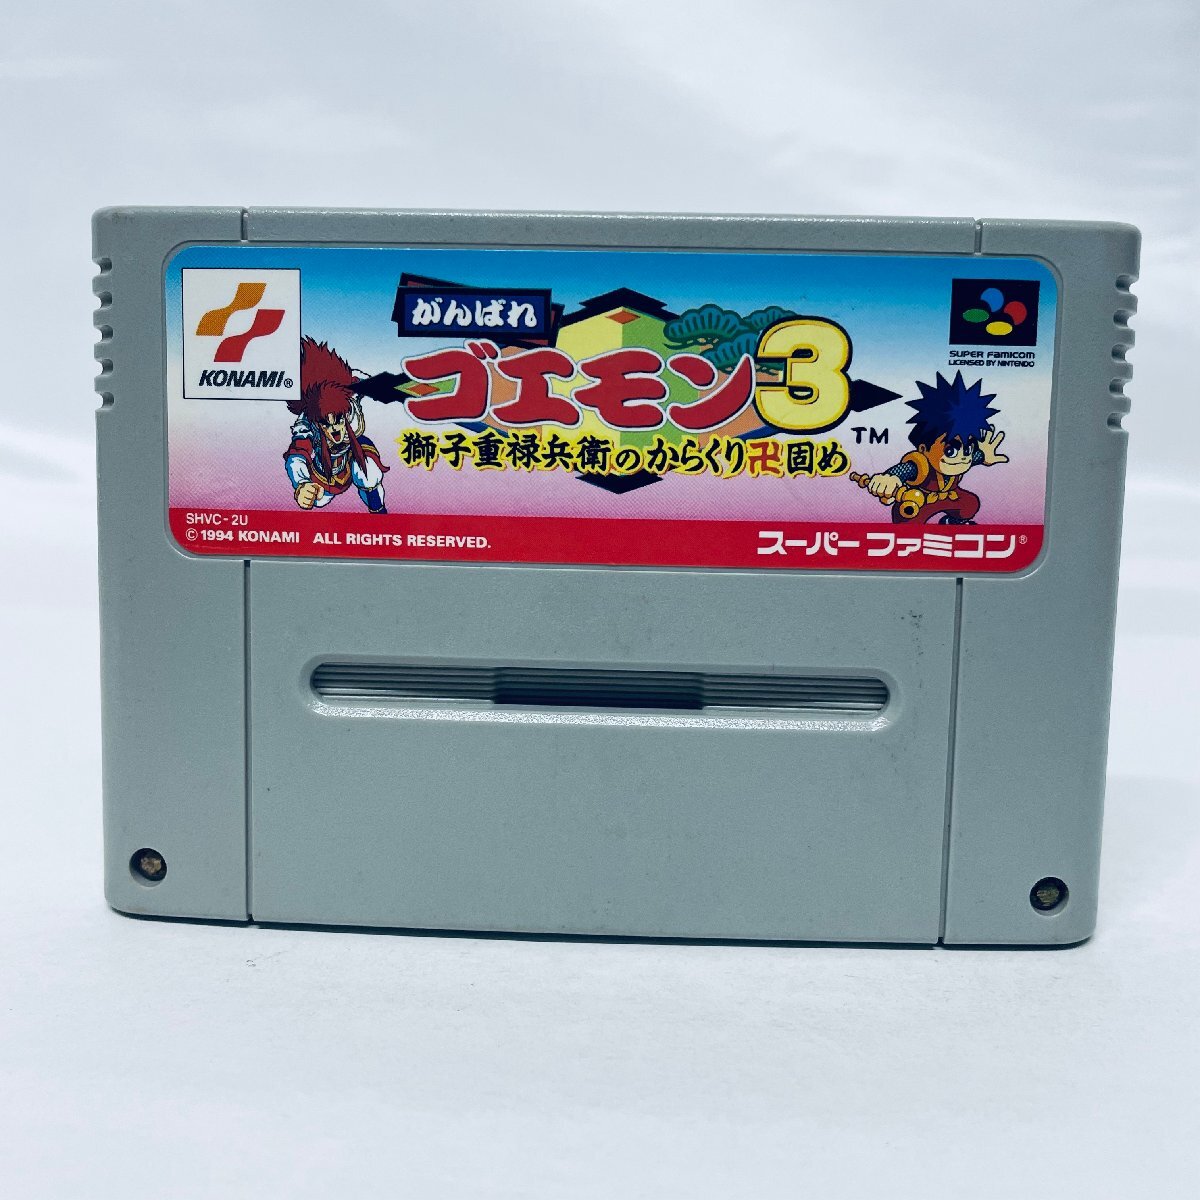 KONAMI®
がんばれ
ゴエモン3
TM
獅子重禄兵衛のからくり卍固め
SUPER FAMICOM
LICENSED BY NINTENDO
SHVC-2U
©1994 KONAMI ALL RIGHTS RESERVED.
スーパーファミコン®